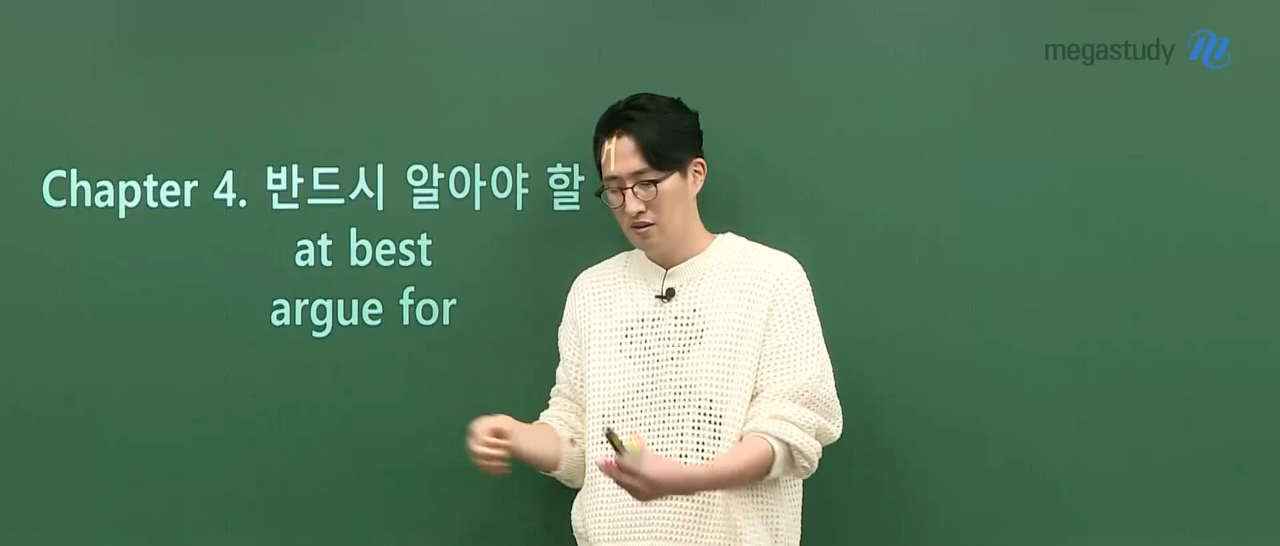 megastudy
Chapter 4. 반드시 알아야 할
at best
argue for